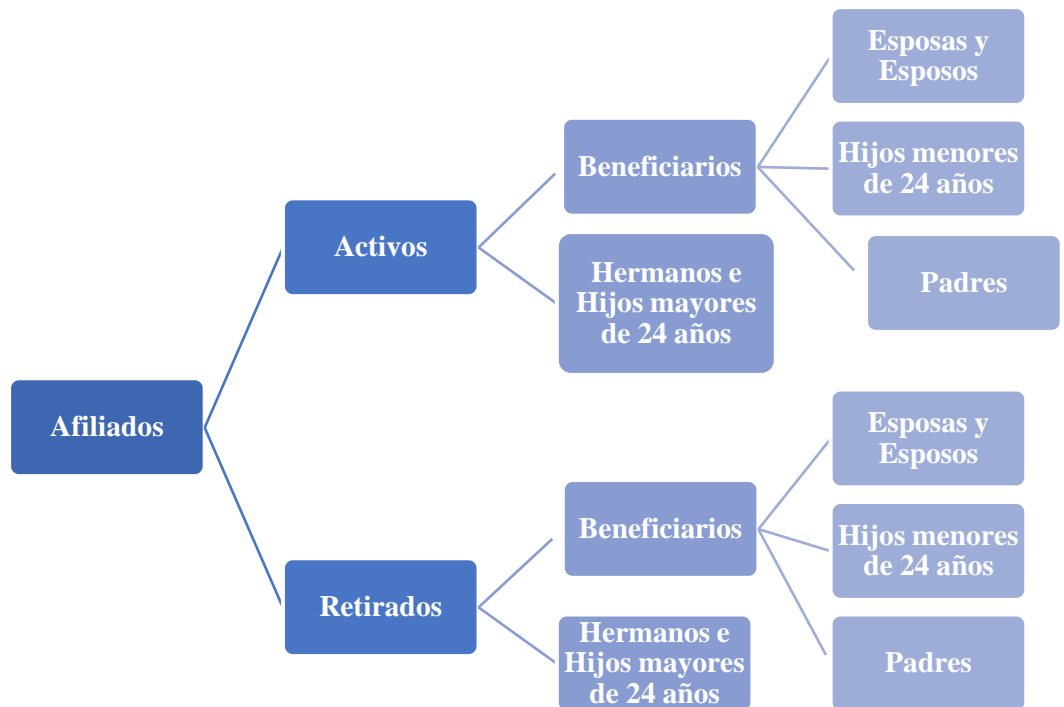 Afiliados
Activos
Beneficiarios
Esposas y
Esposos
Hijos menores
de 24 años
Padres
Hermanos e
Hijos mayores
de 24 años
Retirados
Beneficiarios
Esposas y
Esposos
Hijos menores
de 24 años
Padres
Hermanos e
Hijos mayores
de 24 años